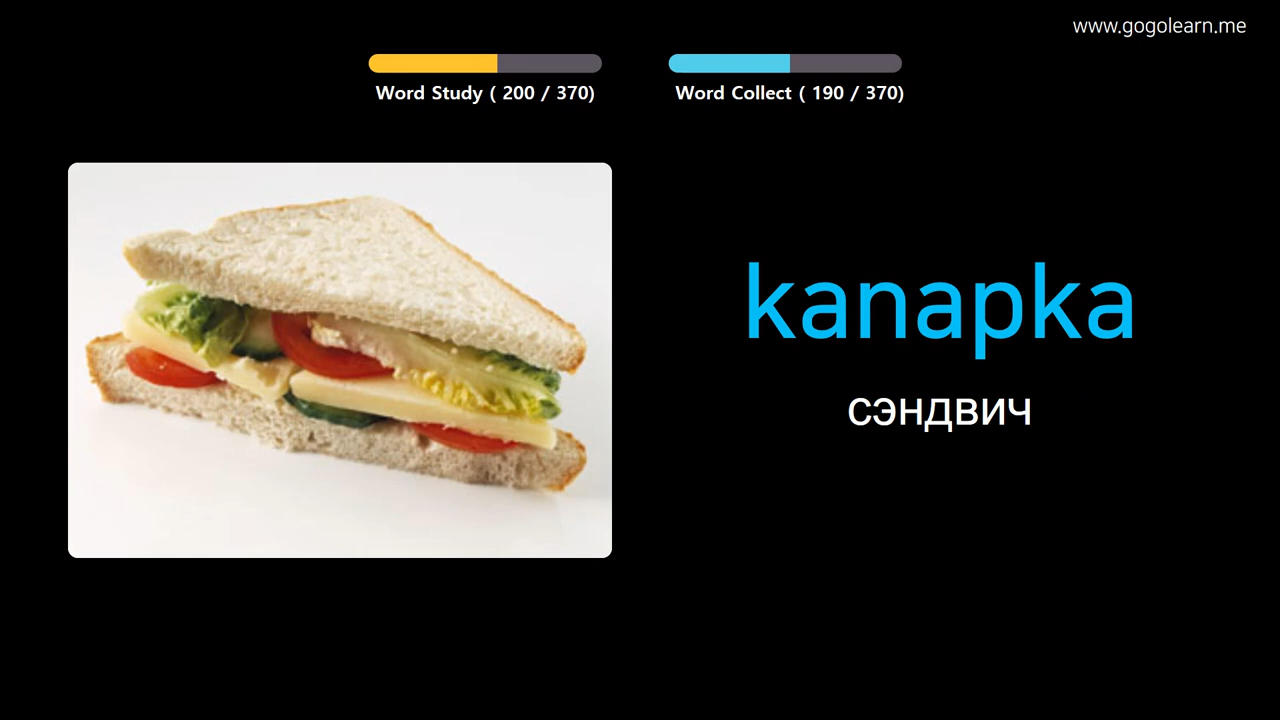 www.gogolearn.me
Word Study ( 200 / 370)
Word Collect ( 190 / 370)
kanapka
сэндвич